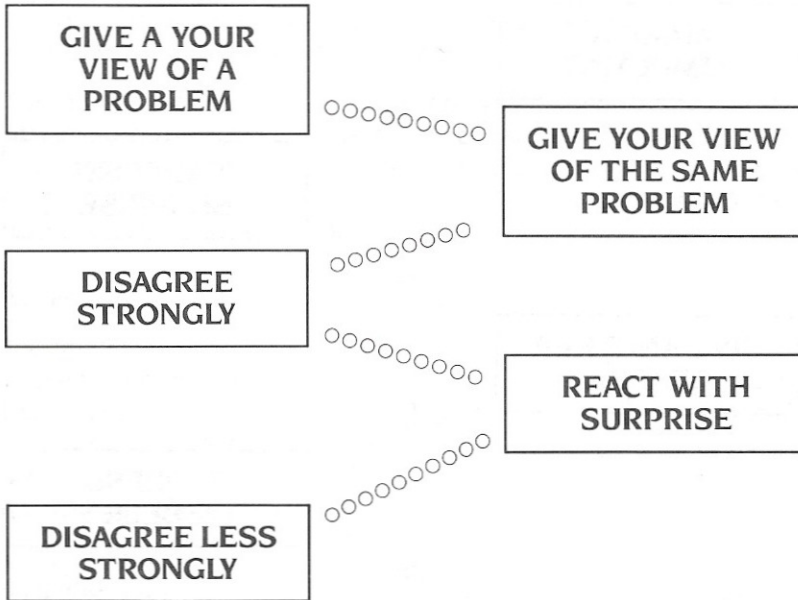 GIVE A YOUR
VIEW OF A
PROBLEM
GIVE YOUR VIEW
OF THE SAME
PROBLEM
DISAGREE
STRONGLY
REACT WITH
SURPRISE
DISAGREE LESS
STRONGLY